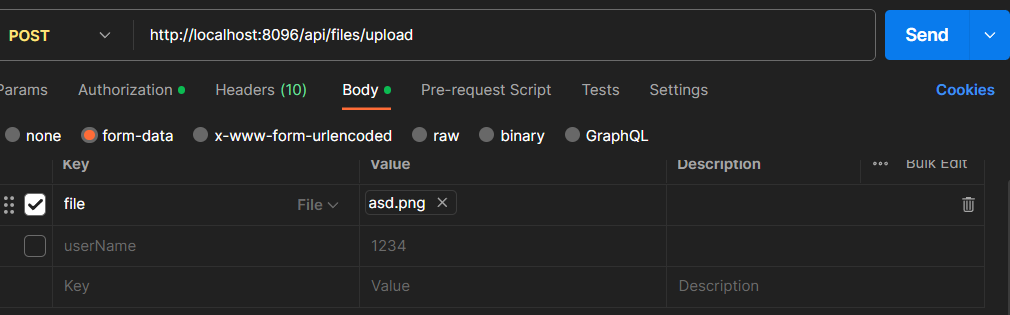 POST http://localhost:8096/api/files/upload Send
Params Authorization Headers (10) Body Pre-request Script Tests Settings Cookies
none form-data x-www-form-urlencoded raw binary GraphQL
Key Value Description ••• Bulk Edit
file File asd.png
userName 1234
Key Value Description